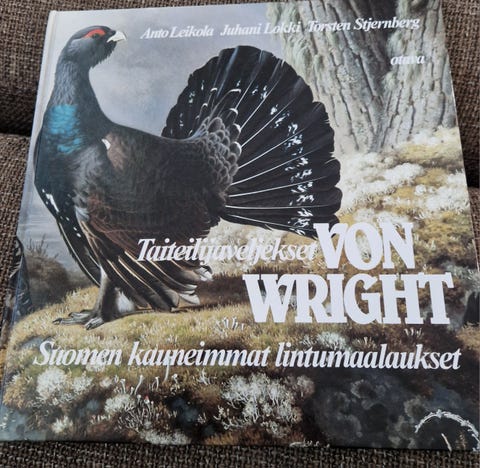 Anto Leikola Juhani Lokki Torsten Stjernberg
otava
Taiteilijaveljekset VON
WRIGHT
Suomen kauneimmat lintumaalaukset